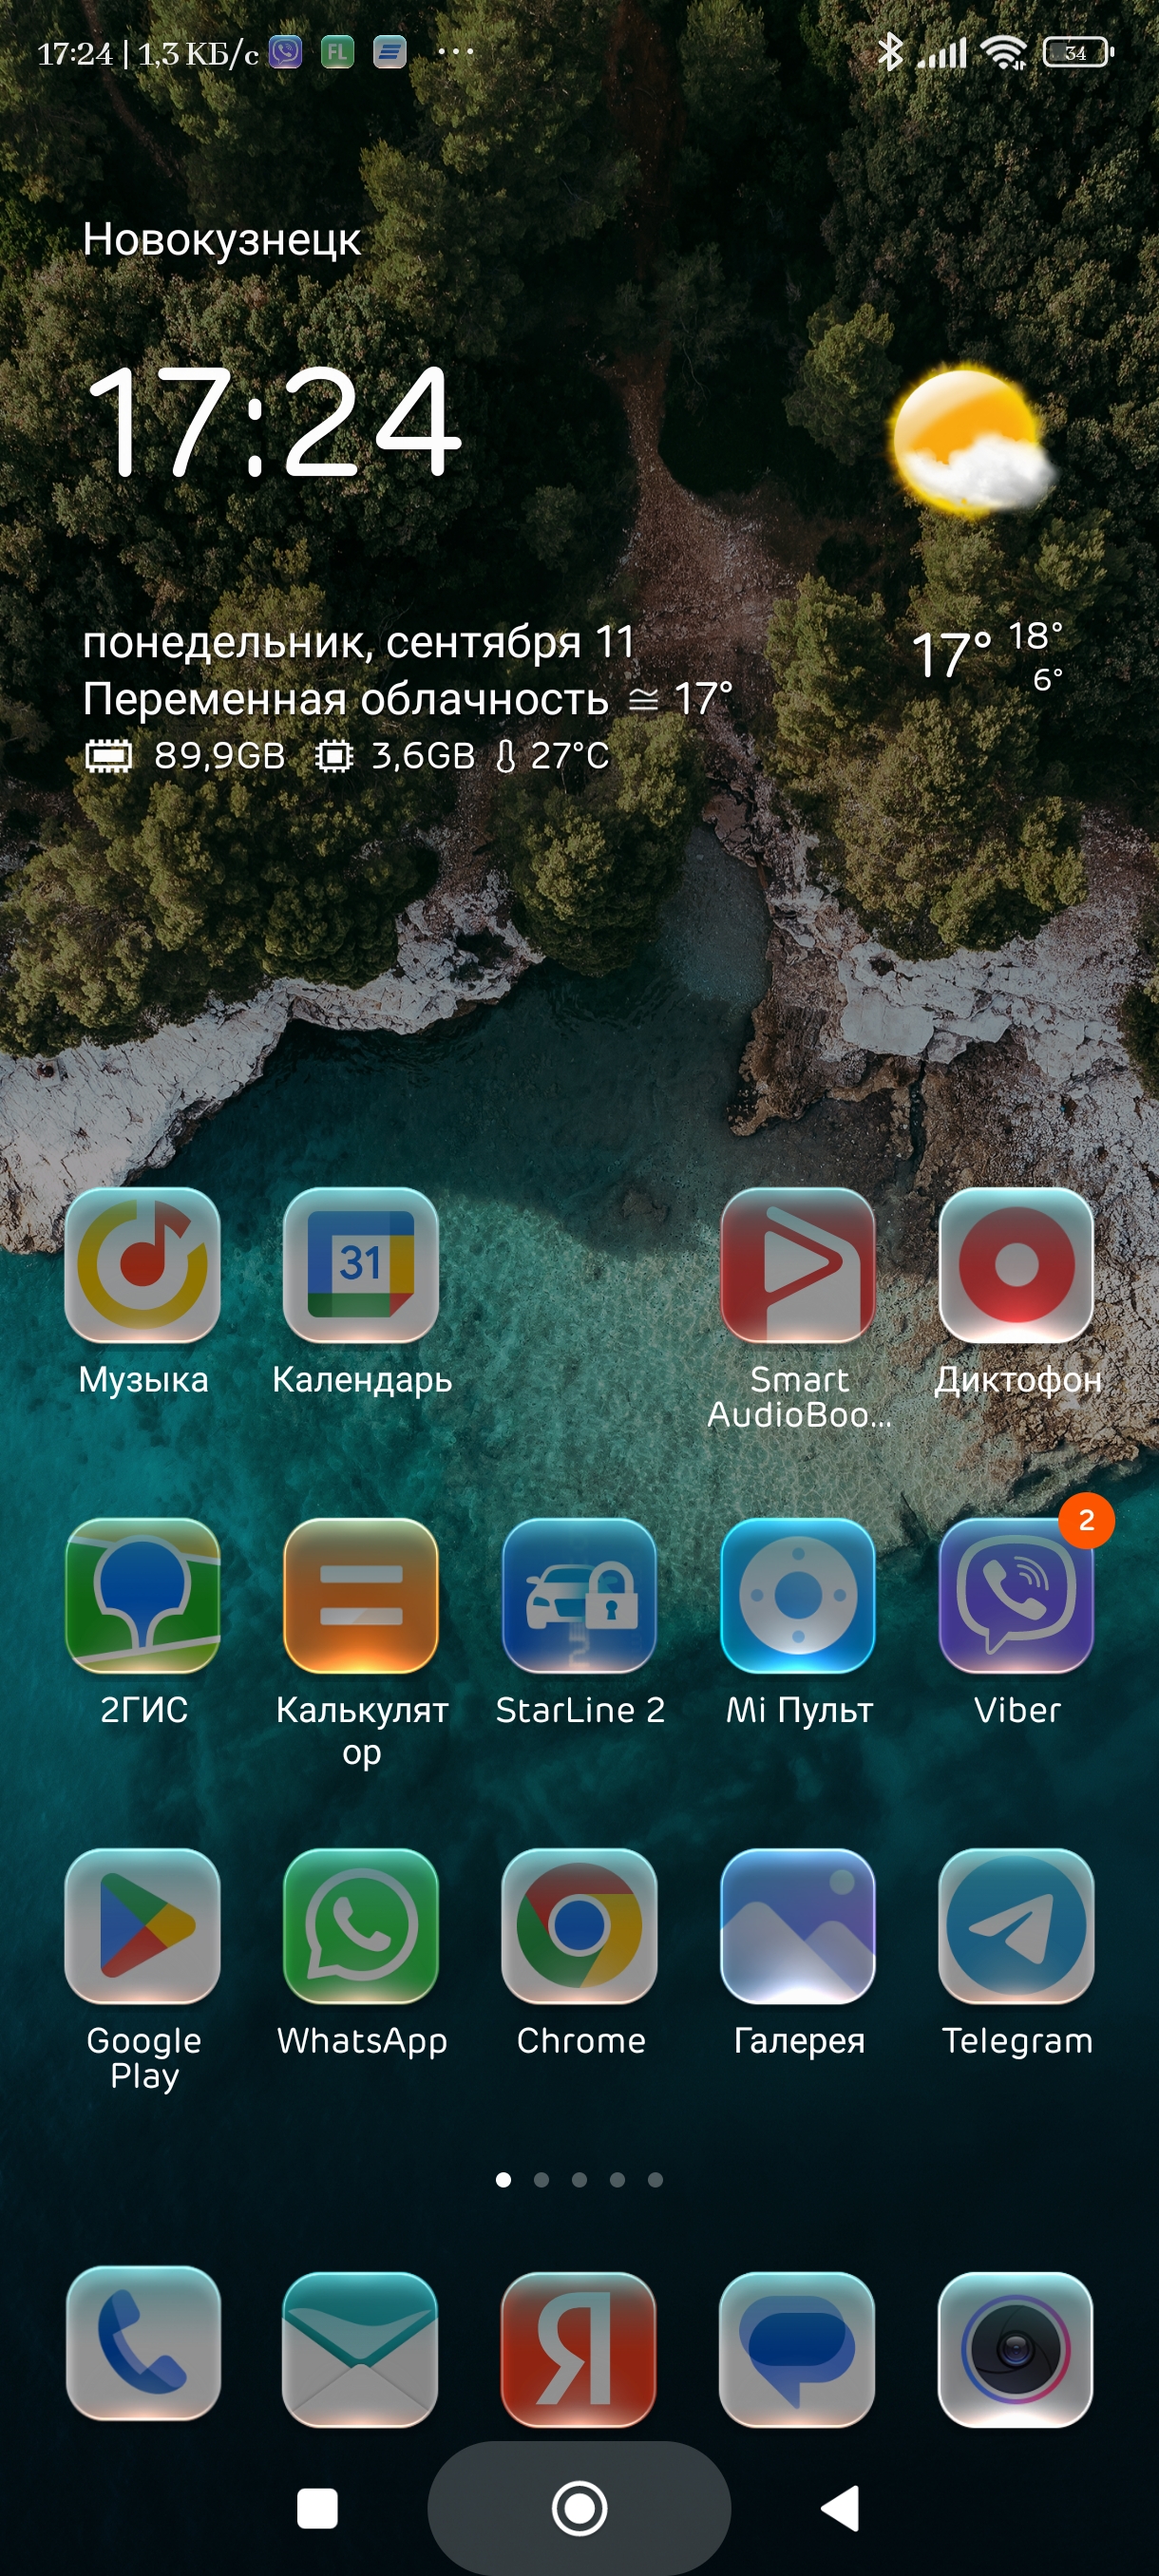 17:24 | 1,3 КБ/с FL 34
Новокузнецк
17:24
понедельник, сентября 11
17° 18°
6°
Переменная облачность ≅ 17°
89,9GB 3,6GB 27°C
31
Музыка Календарь Smart Диктофон
AudioBoo...
2
2ГИС Калькулят StarLine 2 Mi Пульт Viber
ор
Google WhatsApp Chrome Галерея Telegram
Play
Я